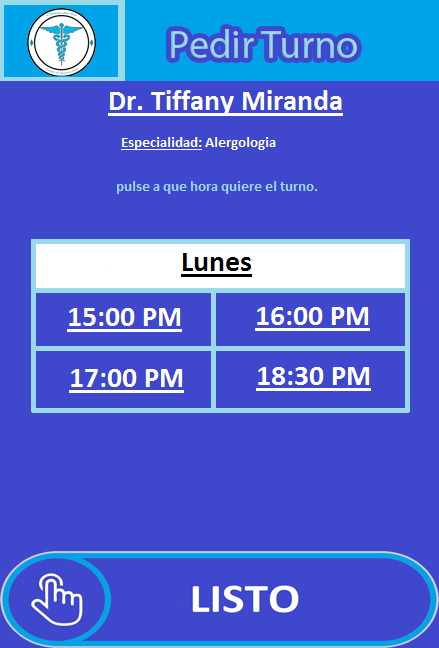 Pedir Turno
Dr. Tiffany Miranda
Especialidad: Alergologia
pulse a que hora quiere el turno.
Lunes
15:00 PM 16:00 PM
17:00 PM 18:30 PM
LISTO